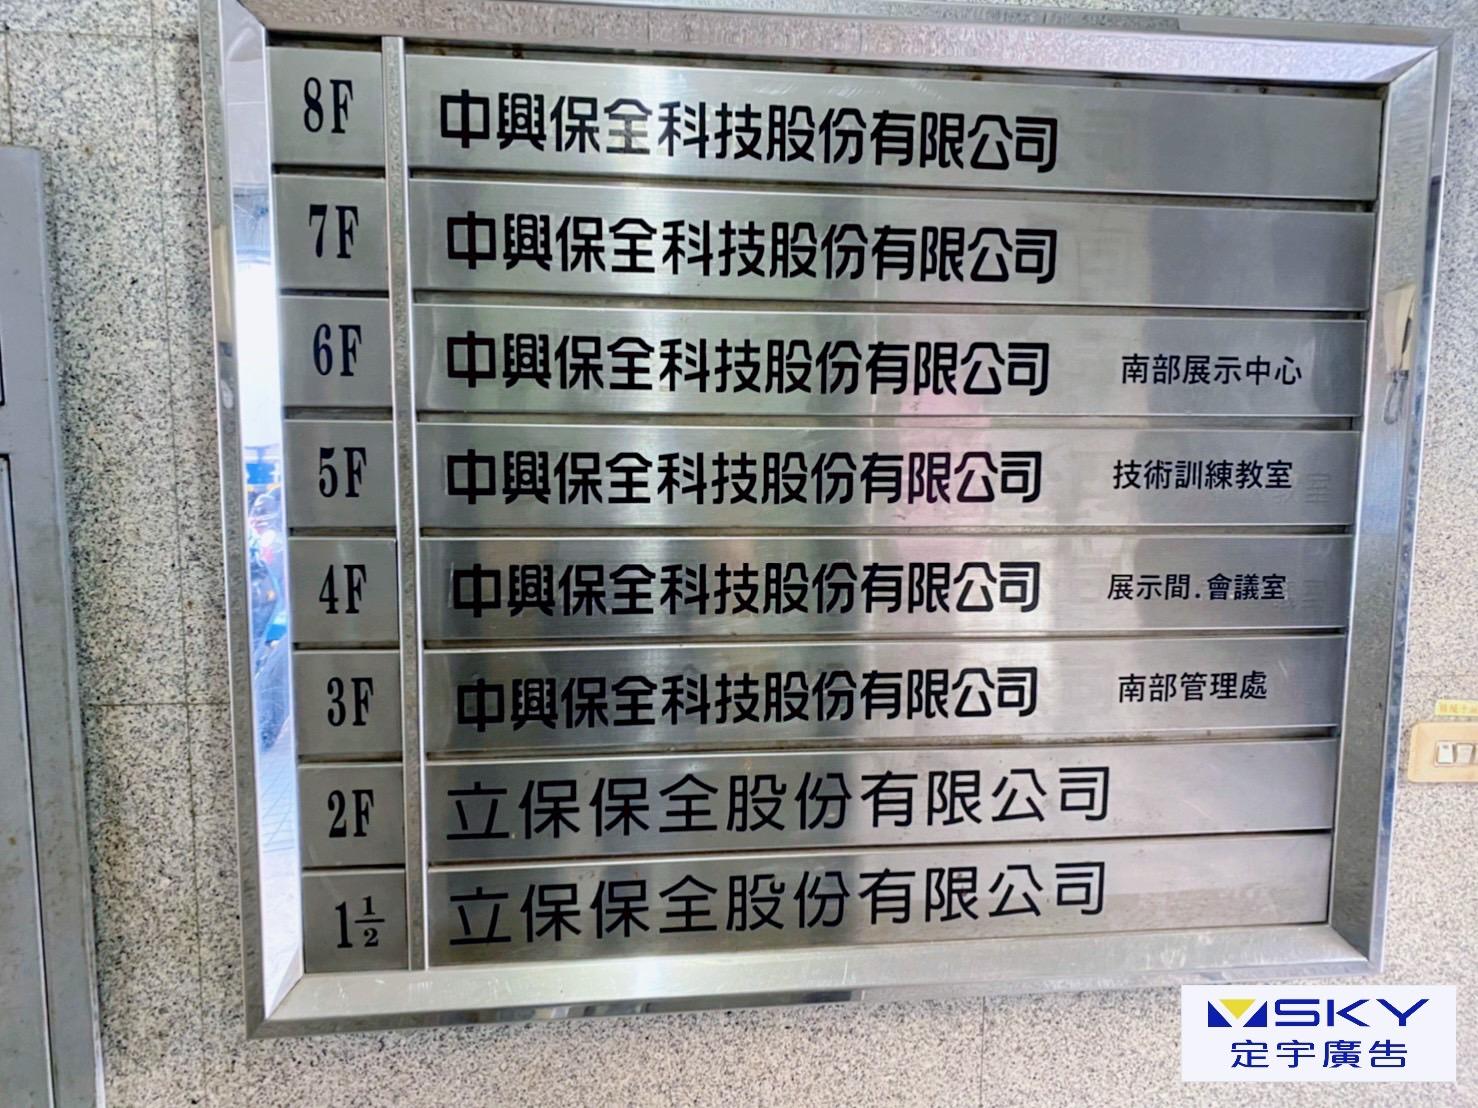 8F 中興保全科技股份有限公司
7F 中興保全科技股份有限公司
6F 中興保全科技股份有限公司 南部展示中心
5F 中興保全科技股份有限公司 技術訓練教室
4F 中興保全科技股份有限公司 展示間.會議室
3F 中興保全科技股份有限公司 南部管理處
2F 立保保全股份有限公司
1½ 立保保全股份有限公司
SKY
定宇廣告